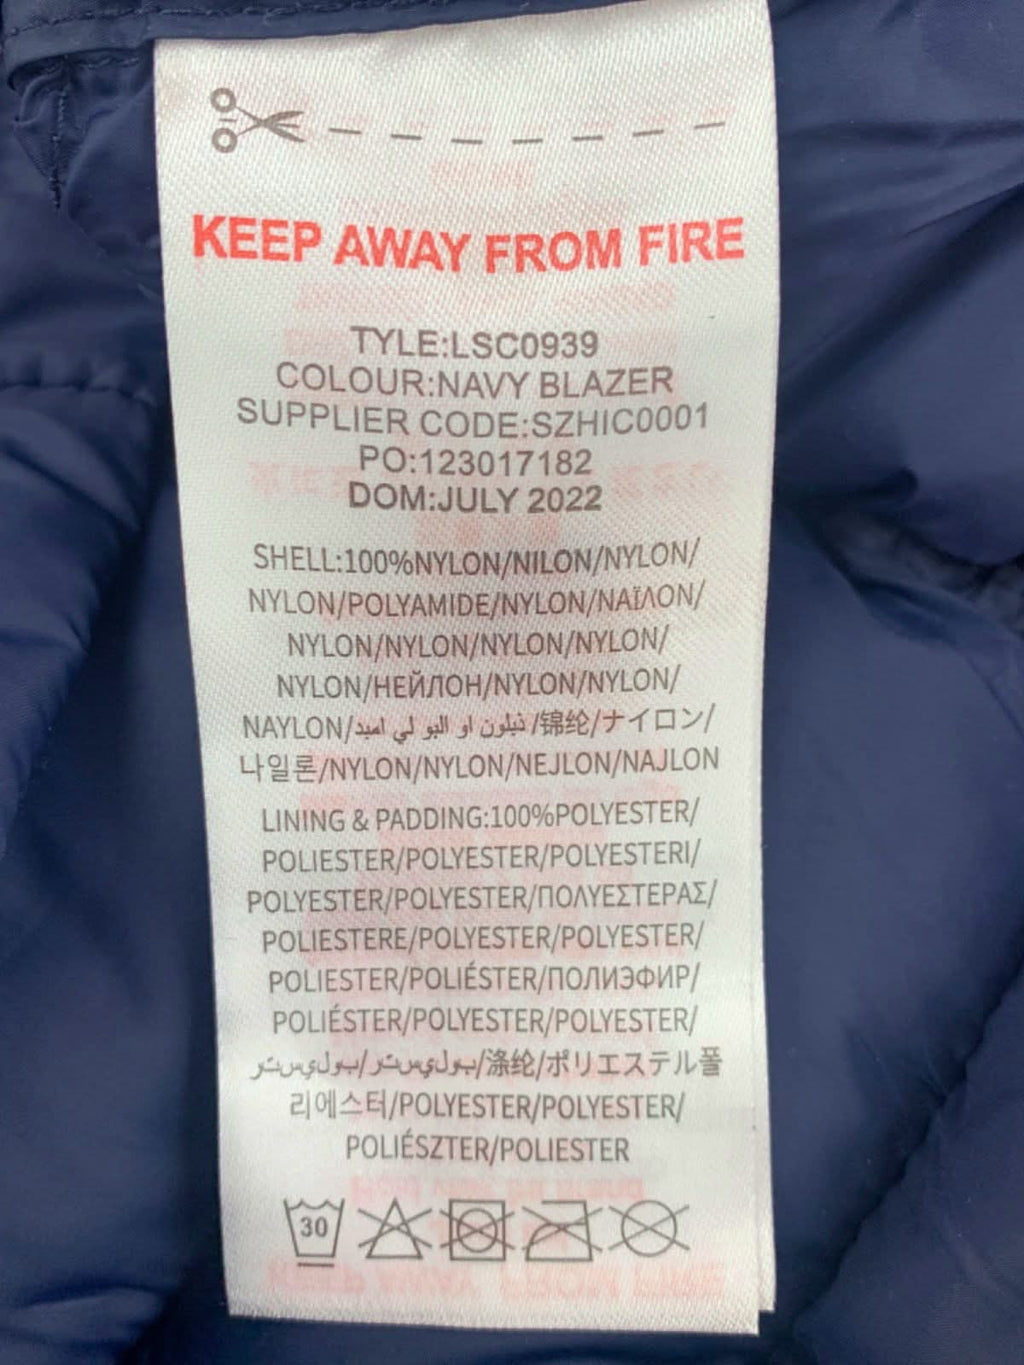 KEEP AWAY FROM FIRE
TYLE:LSC0939
COLOUR:NAVY BLAZER
SUPPLIER CODE:SZHIC0001
PO:123017182
DOM:JULY 2022
SHELL:100%NYLON/NILON/NYLON/
NYLON/POLYAMIDE/NYLON/ΝΑΪΛΟΝ/
NYLON/NYLON/NYLON/NYLON/
NYLON/НЕЙЛОН/NYLON/NYLON/
NAYLON/نيلون او البو لي اميد/锦纶/ナイロン/
나일론/NYLON/NYLON/NEJLON/NAJLON
LINING & PADDING:100%POLYESTER/
POLIESTER/POLYESTER/POLYESTERI/
POLYESTER/POLYESTER/ΠΟΛΥΕΣΤΕΡΑΣ/
POLIESTERE/POLYESTER/POLYESTER/
POLIESTER/POLIÉSTER/ПОЛИЭФИР/
POLIÉSTER/POLYESTER/POLYESTER/
بوليستر/بوليستر/涤纶/ポリエステル폴
리에스터/POLYESTER/POLYESTER/
POLIÉSZTER/POLIESTER
30